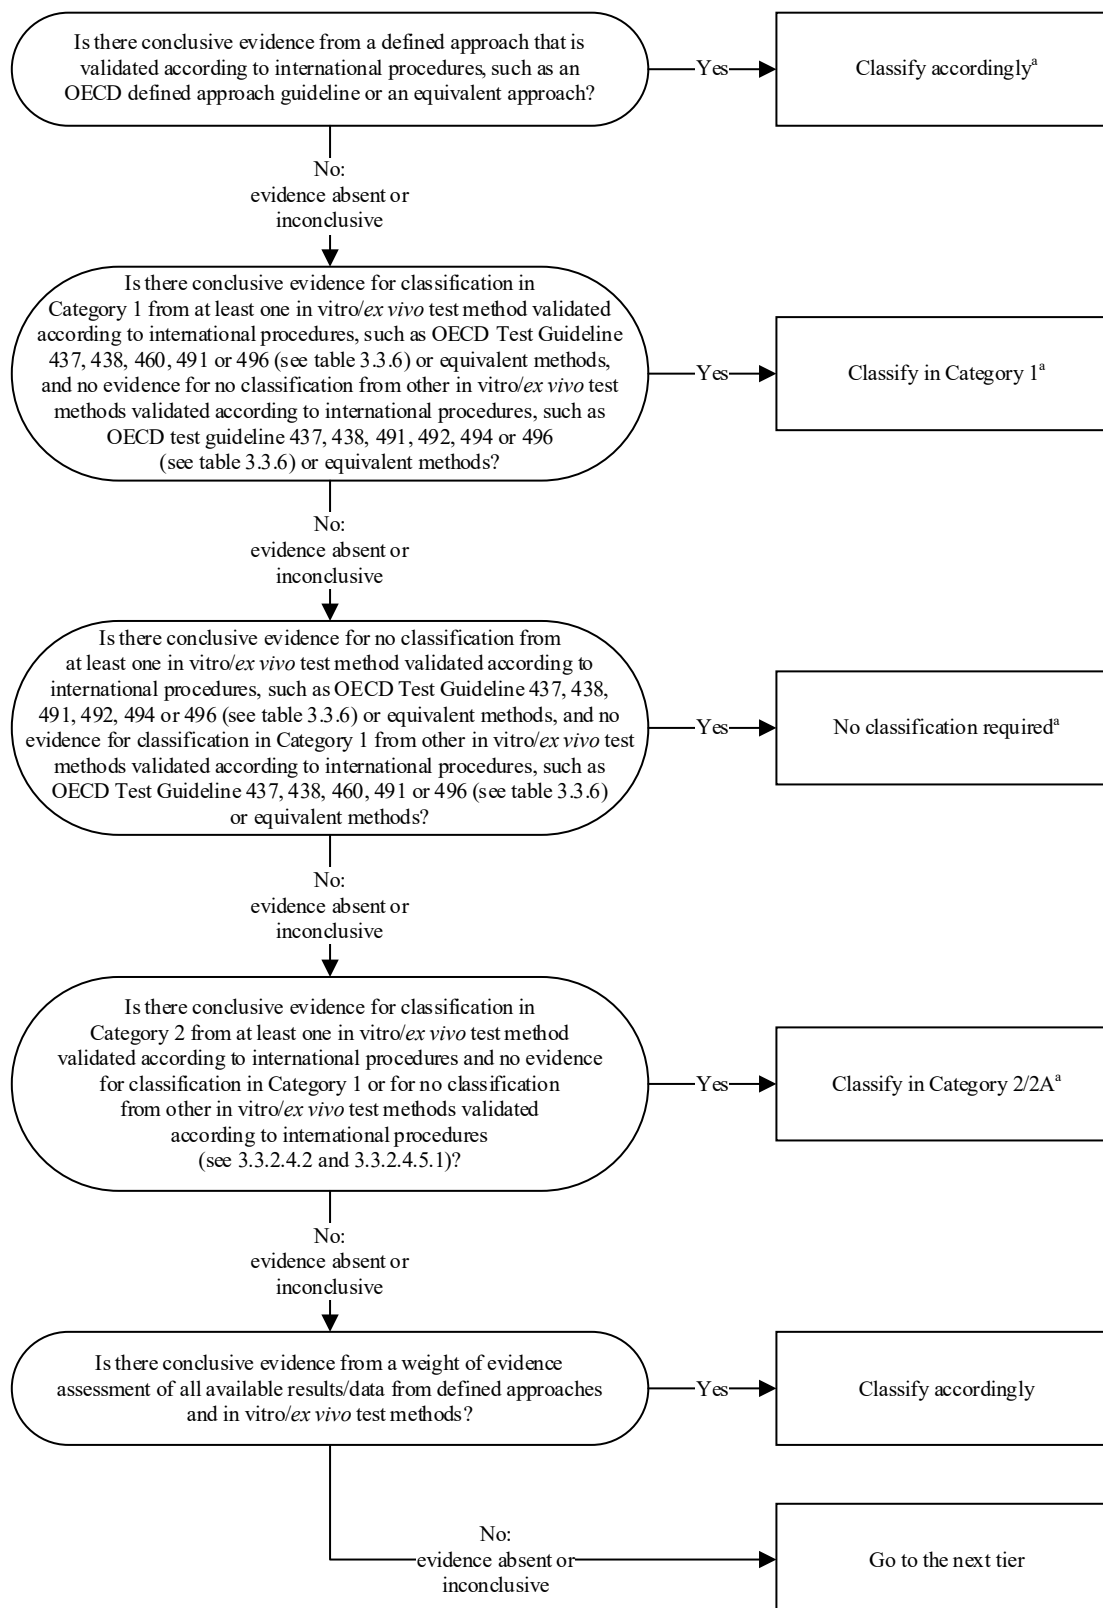 Is there conclusive evidence from a defined approach that is
validated according to international procedures, such as an
OECD defined approach guideline or an equivalent approach?
Yes
Classify accordinglyᵃ
No:
evidence absent or
inconclusive
Is there conclusive evidence for classification in
Category 1 from at least one in vitro/ex vivo test method validated
according to international procedures, such as OECD Test Guideline
437, 438, 460, 491 or 496 (see table 3.3.6) or equivalent methods,
and no evidence for no classification from other in vitro/ex vivo test
methods validated according to international procedures, such as
OECD test guideline 437, 438, 491, 492, 494 or 496
(see table 3.3.6) or equivalent methods?
Yes
Classify in Category 1ᵃ
No:
evidence absent or
inconclusive
Is there conclusive evidence for no classification from
at least one in vitro/ex vivo test method validated according to
international procedures, such as OECD Test Guideline 437, 438,
491, 492, 494 or 496 (see table 3.3.6) or equivalent methods, and no
evidence for classification in Category 1 from other in vitro/ex vivo test
methods validated according to international procedures, such as
OECD Test Guideline 437, 438, 460, 491 or 496 (see table 3.3.6)
or equivalent methods?
Yes
No classification requiredᵃ
No:
evidence absent or
inconclusive
Is there conclusive evidence for classification in
Category 2 from at least one in vitro/ex vivo test method
validated according to international procedures and no evidence
for classification in Category 1 or for no classification
from other in vitro/ex vivo test methods validated
according to international procedures
(see 3.3.2.4.2 and 3.3.2.4.5.1)?
Yes
Classify in Category 2/2Aᵃ
No:
evidence absent or
inconclusive
Is there conclusive evidence from a weight of evidence
assessment of all available results/data from defined approaches
and in vitro/ex vivo test methods?
Yes
Classify accordingly
No:
evidence absent or
inconclusive
Go to the next tier